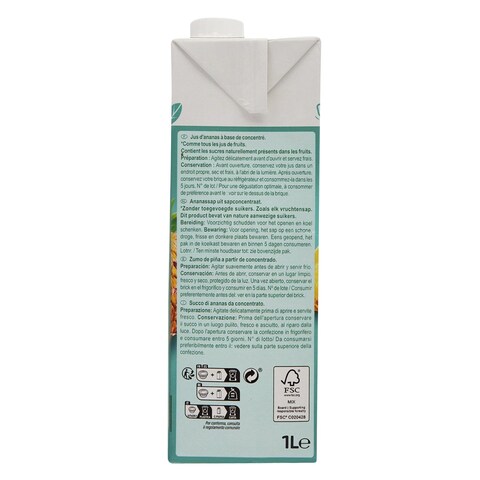 Jus d'ananas à base de concentré.
*Comme tous les jus de fruits.
Contient les sucres naturellement présents dans les fruits.
Préparation : Agitez délicatement avant d'ouvrir et servez frais.
Conservation : Avant ouverture, conservez votre jus dans un
endroit propre, sec et frais, à l'abri de la lumière. Après ouverture,
conservez votre brique au réfrigérateur et consommez-la dans les
5 jours. N° de lot / Pour une dégustation optimale, à consommer
de préférence avant le : voir sur le dessus de la brique.
Ananassap uit sapconcentraat.
*Zonder toegevoegde suikers. Zoals elk vruchtensap.
Dit product bevat van nature aanwezige suikers.
Bereiding: Voorzichtig schudden voor het openen en koel
schenken. Bewaring: Voor opening, het sap op een schone,
droge, frisse en donkere plaats bewaren. Eens geopend, het
pak in de koelkast bewaren en binnen 5 dagen consumeren.
Lotnr. / Ten minste houdbaar tot: zie bovenzijde pak.
Zumo de piña a partir de concentrado.
Preparación: Agitar suavemente antes de abrir y servir frío.
Conservación: Antes de abrir, conservar en un lugar limpio,
fresco y seco, protegido de la luz. Una vez abierto, conservar el
brick en el frigorífico y consumir en 5 días. N° de lote / Consumir
preferentemente antes del: ver en la parte superior del brick.
Succo di ananas da concentrato.
Preparazione: Agitate delicatamente prima di aprire e servite
fresco. Conservazione: Prima dell'apertura conservare
il succo in un luogo pulito, fresco e asciutto, al riparo dalla
luce. Dopo l'apertura conservare la confezione in frigorifero
e consumare entro 5 giorni. N° di lotto/ Da consumarsi
preferibilmente entro il: vedere sulla parte superiore della
confezione.
FSC
MIX
FSC® C020428
Per conferma, consulta
il regolamento comunale.
1Le